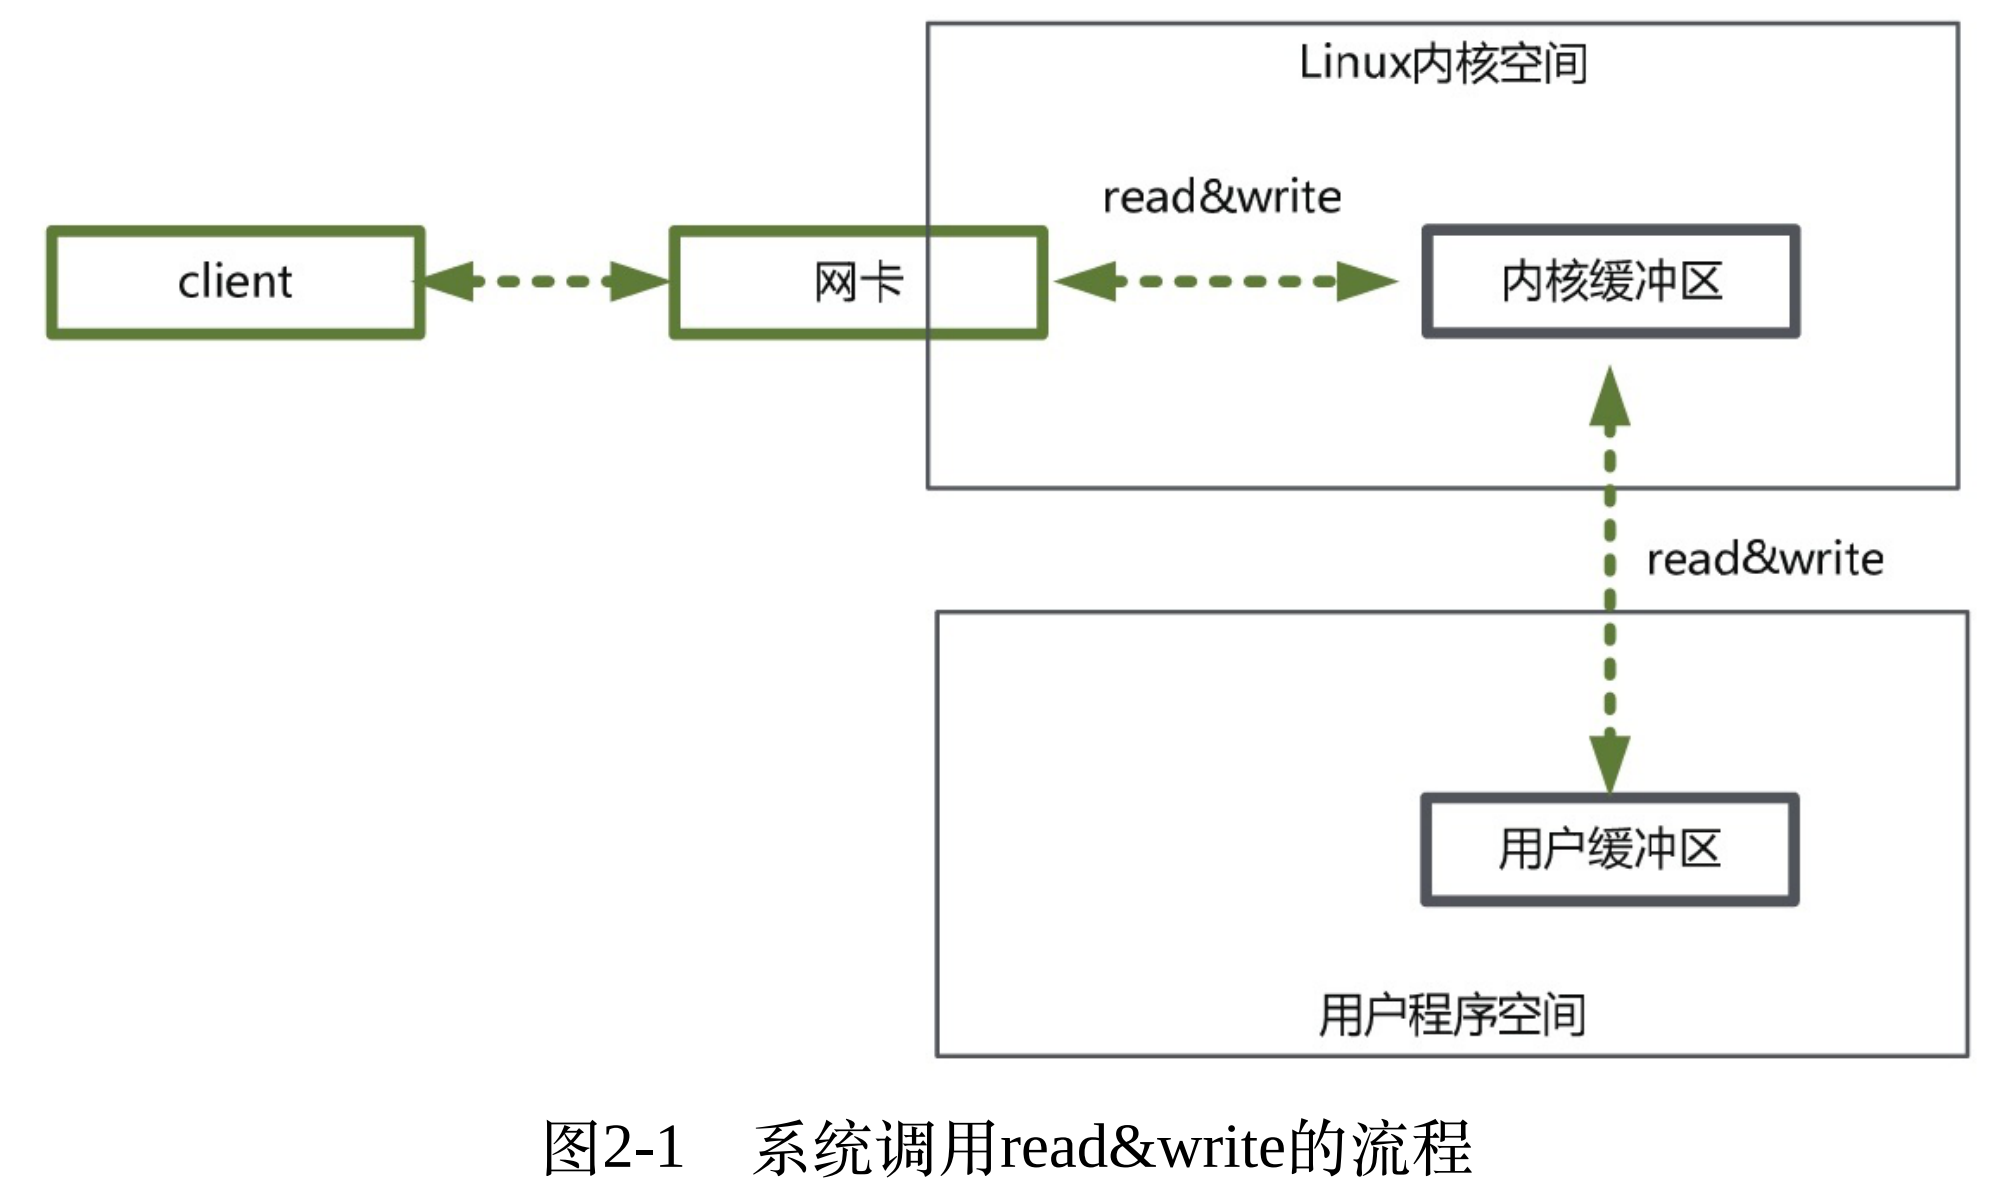 Linux内核空间
read&write
client
网卡
内核缓冲区
read&write
用户缓冲区
用户程序空间
图2-1 系统调用read&write的流程